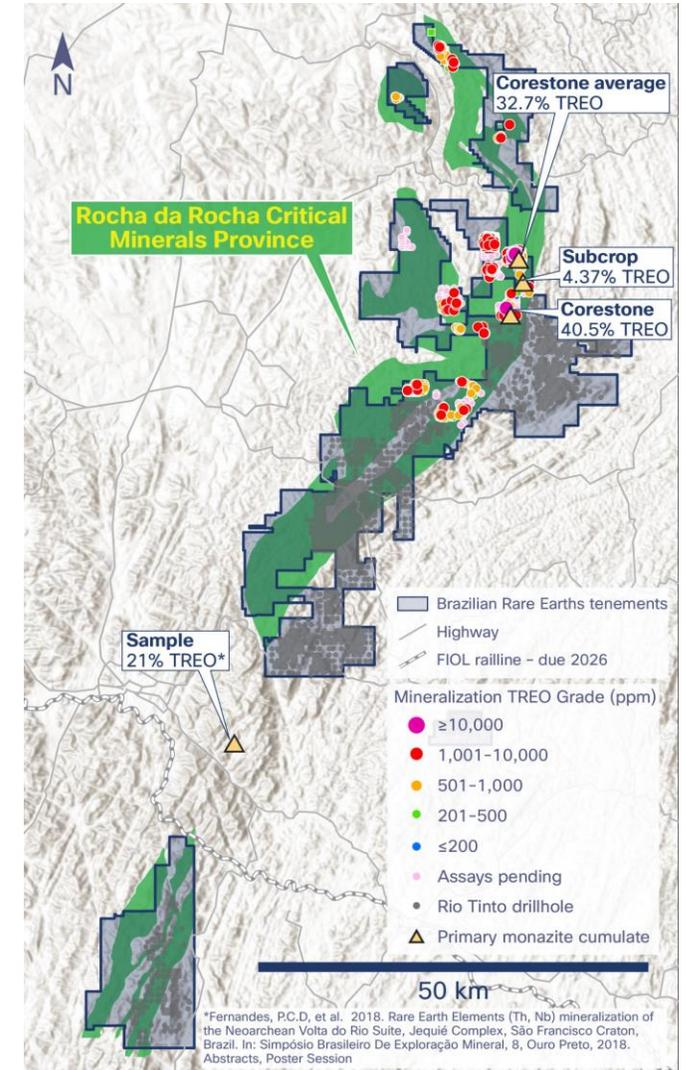 N
Corestone average
32.7% TREO
Rocha da Rocha Critical
Minerals Province
Subcrop
4.37% TREO
Corestone
40.5% TREO
Brazilian Rare Earths tenements
Highway
FIOL railline – due 2026
Sample
21% TREO*
Mineralization TREO Grade (ppm)
≥10,000
1,001–10,000
501–1,000
201–500
≤200
Assays pending
Rio Tinto drillhole
Primary monazite cumulate
50 km
*Fernandes, P.C.D, et al. 2018. Rare Earth Elements (Th, Nb) mineralization of
the Neoarchean Volta do Rio Suite, Jequié Complex, São Francisco Craton,
Brazil. In: Simpósio Brasileiro De Exploração Mineral, 8, Ouro Preto, 2018.
Abstracts, Poster Session